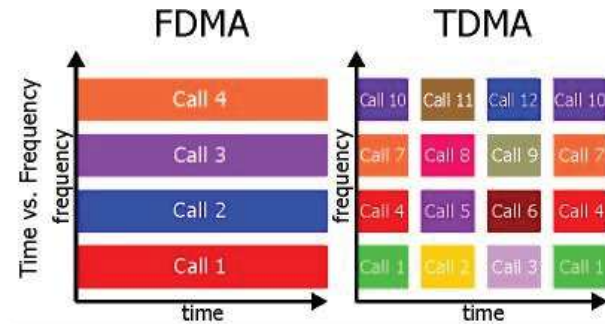 FDMA
TDMA
Time vs. Frequency
frequency
Call 4
Call 3
Call 2
Call 1
time
frequency
Call 10 Call 11 Call 12 Call 10
Call 7 Call 8 Call 9 Call 7
Call 4 Call 5 Call 6 Call 4
Call 1 Call 2 Call 3 Call 1
time